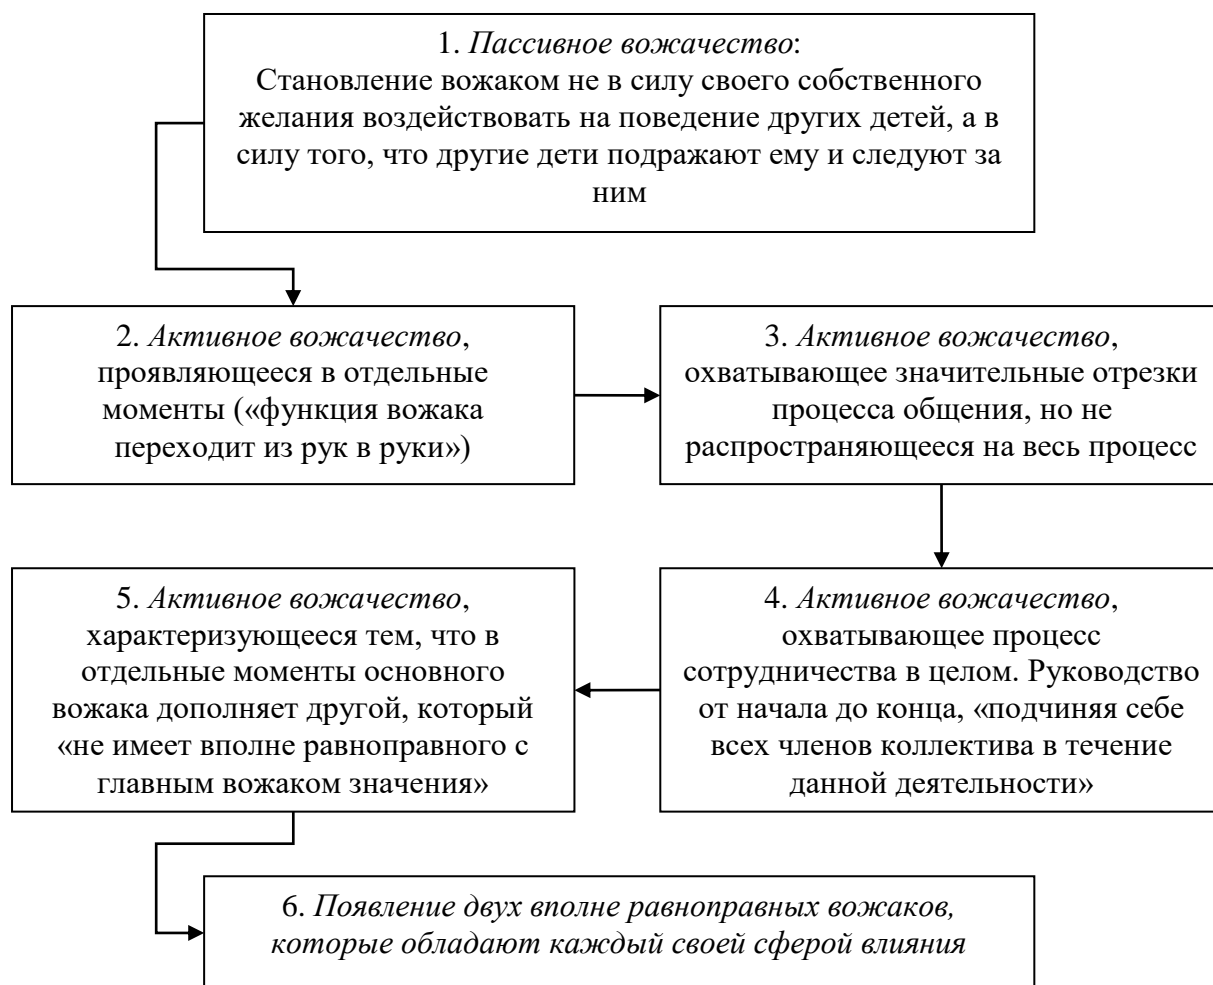 1. Пассивное вожачество:
Становление вожаком не в силу своего собственного
желания воздействовать на поведение других детей, а в
силу того, что другие дети подражают ему и следуют за
ним
2. Активное вожачество,
проявляющееся в отдельные
моменты («функция вожака
переходит из рук в руки»)
3. Активное вожачество,
охватывающее значительные отрезки
процесса общения, но не
распространяющееся на весь процесс
4. Активное вожачество,
охватывающее процесс
сотрудничества в целом. Руководство
от начала до конца, «подчиняя себе
всех членов коллектива в течение
данной деятельности»
5. Активное вожачество,
характеризующееся тем, что в
отдельные моменты основного
вожака дополняет другой, который
«не имеет вполне равноправного с
главным вожаком значения»
6. Появление двух вполне равноправных вожаков,
которые обладают каждый своей сферой влияния